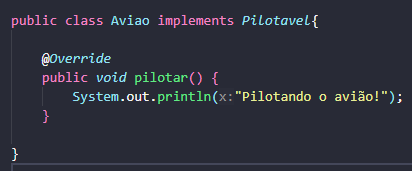 public class Aviao implements Pilotavel{
@Override
public void pilotar() {
System.out.println(x:"Pilotando o avião!");
}
}